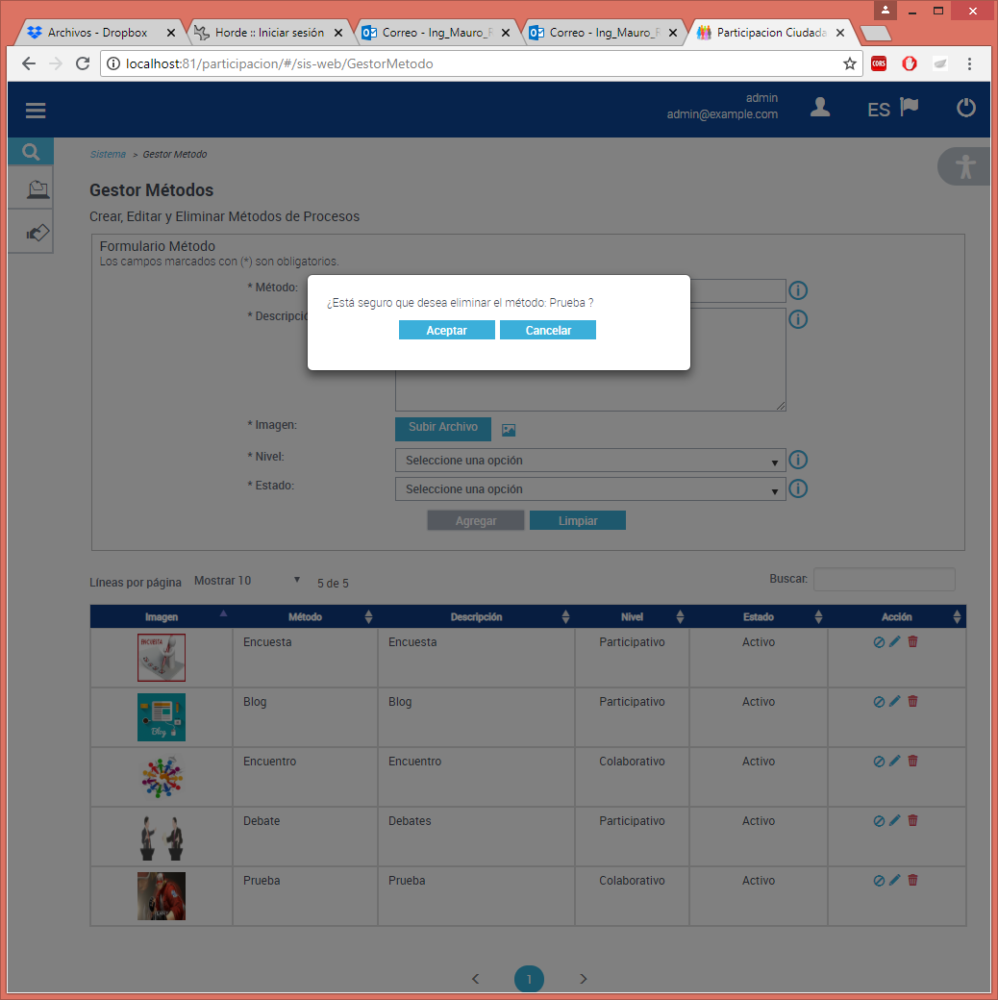 Archivos - Dropbox
Horde :: Iniciar sesión
Correo - Ing_Mauro_F
Correo - Ing_Mauro_F
Participacion Ciudada
localhost:81/participacion/#/sis-web/GestorMetodo
CORS
admin
admin@example.com
ES
Sistema > Gestor Metodo
Gestor Métodos
Crear, Editar y Eliminar Métodos de Procesos
Formulario Método
Los campos marcados con (*) son obligatorios.
* Método:
* Descripció
¿Está seguro que desea eliminar el método: Prueba ?
Aceptar Cancelar
* Imagen: Subir Archivo
* Nivel: Seleccione una opción
* Estado: Seleccione una opción
Agregar Limpiar
Líneas por página Mostrar 10 5 de 5 Buscar:
Imagen Método Descripción Nivel Estado Acción
ENCUESTA Encuesta Encuesta Participativo Activo
Blog Blog Blog Participativo Activo
Encuentro Encuentro Colaborativo Activo
Debate Debates Participativo Activo
Prueba Prueba Colaborativo Activo
1